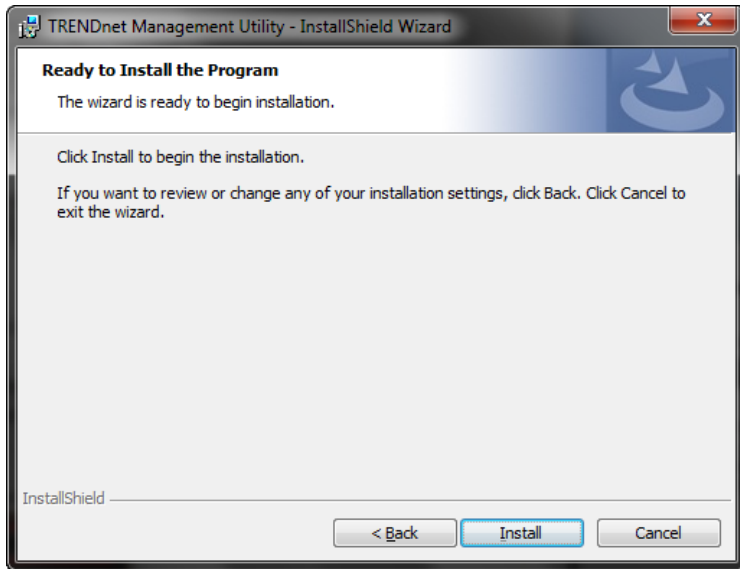 TRENDnet Management Utility - InstallShield Wizard
Ready to Install the Program
The wizard is ready to begin installation.
Click Install to begin the installation.
If you want to review or change any of your installation settings, click Back. Click Cancel to
exit the wizard.
InstallShield
< Back Install Cancel